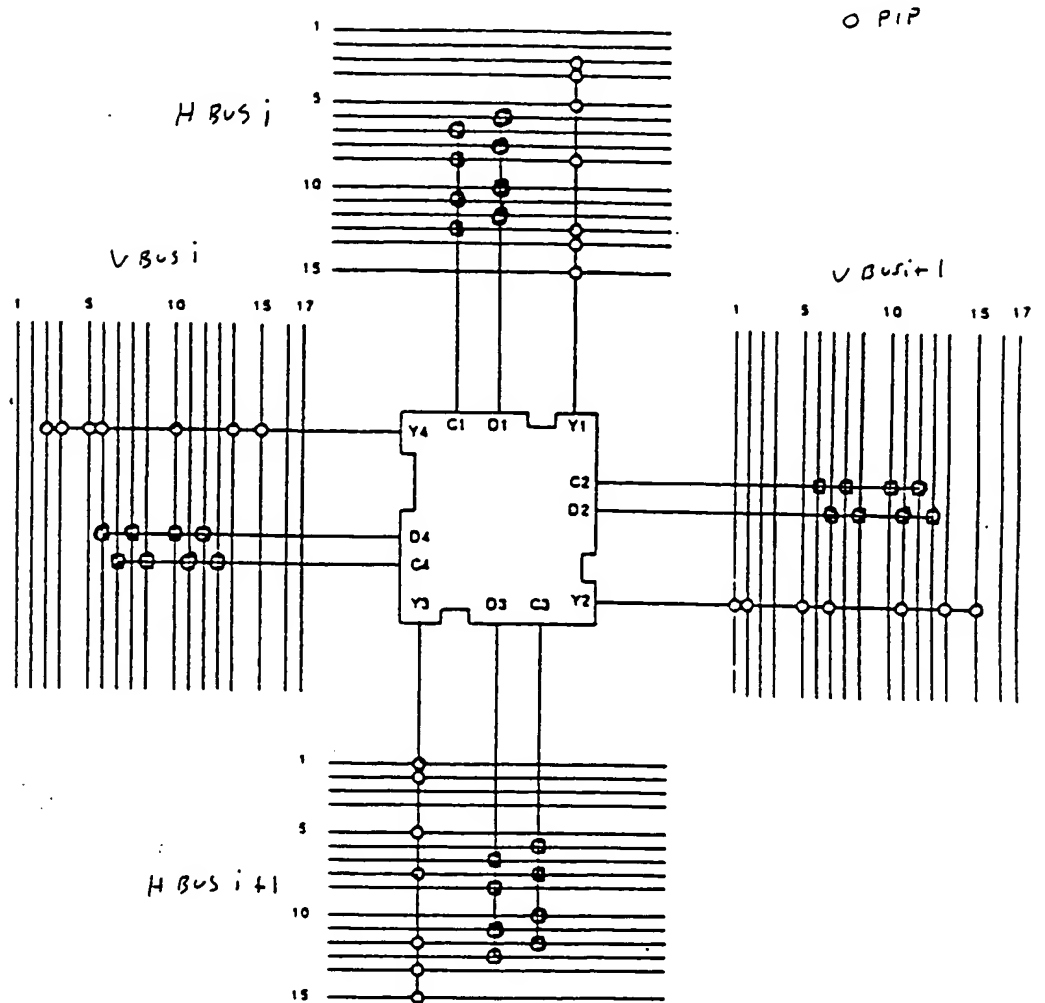 O PIP
1
5
H BUS i
10
15
V BUS i
1 5 10 15 17
V BUS i+1
1 5 10 15 17
C1 D1 Y1
Y4
C2
D2
D4
C4
Y3 D3 C3 Y2
1
5
H BUS i+1
10
15